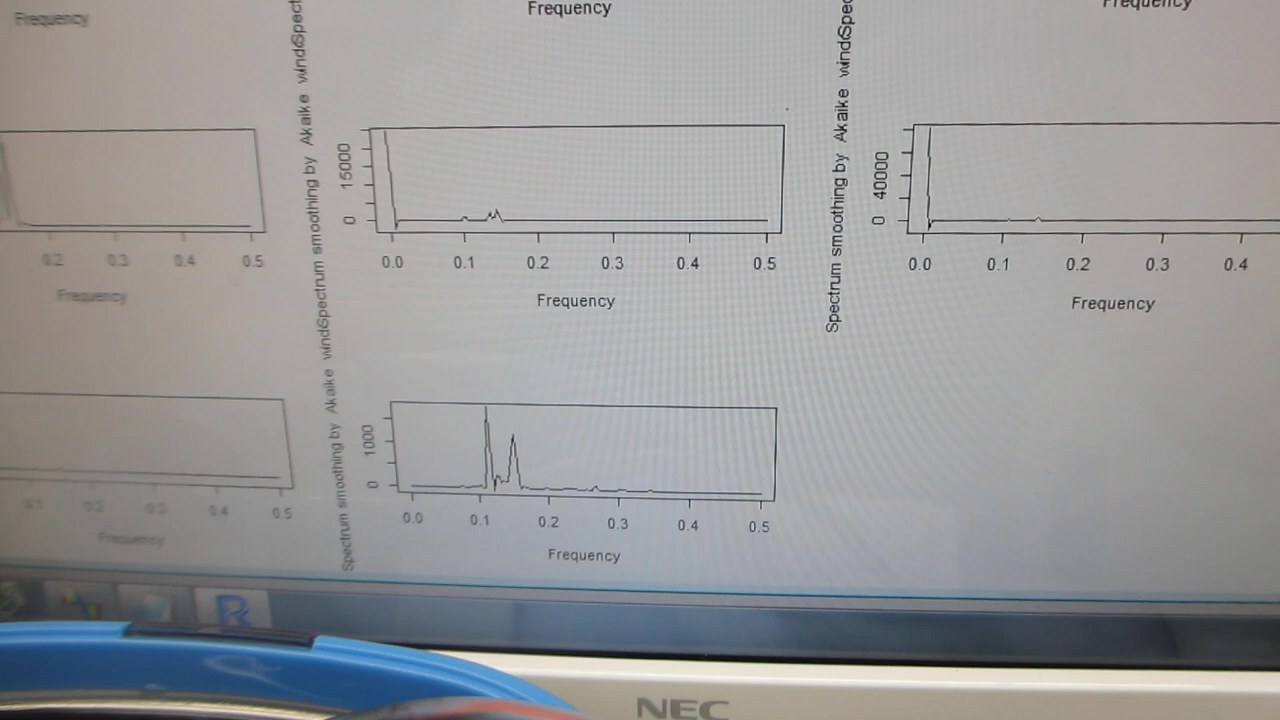 Frequency
Frequency
Frequency
Spectrum smoothing by Akaike
Spectrum smoothing by Akaike
Spectrum smoothing by Akaike
0.2 0.3 0.4 0.5
Frequency
15000
0
0.0 0.1 0.2 0.3 0.4 0.5
Frequency
40000
0
0.0 0.1 0.2 0.3 0.4
Frequency
0.1 0.2 0.3 0.4 0.5
Frequency
1000
0
0.0 0.1 0.2 0.3 0.4 0.5
Frequency
R
NEC